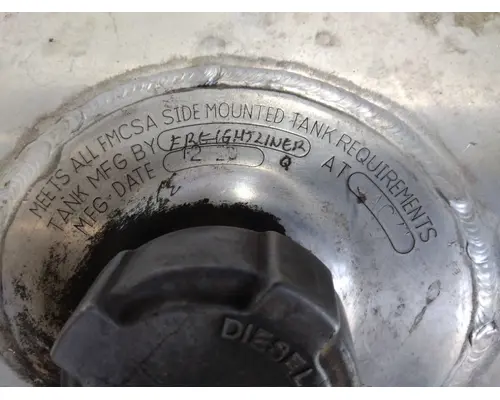 MEETS ALL FMCSA SIDE MOUNTED TANK REQUIREMENTS
TANK MFG BY FREIGHTLINER AT
MFG. DATE
DIESEL